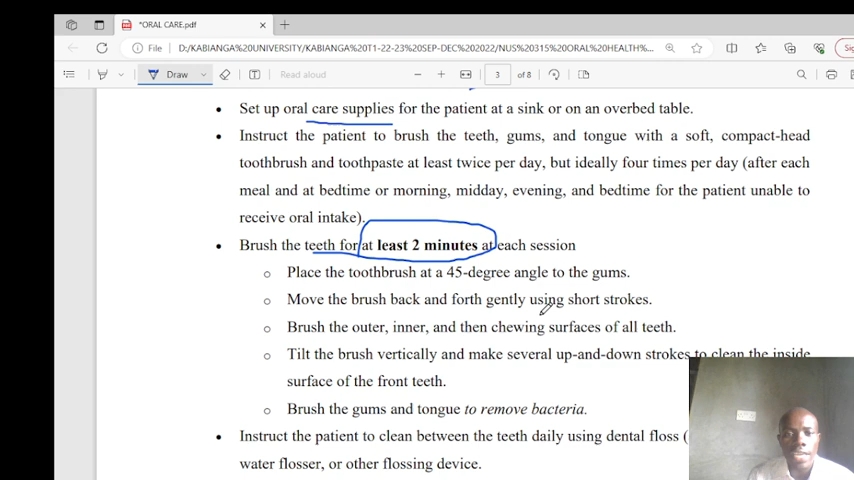 *ORAL CARE.pdf
File
D:/KABIANGA%20UNIVERSITY/KABIANGA%20T1-22-23%20SEP-DEC%202022/NUS%20315%20ORAL%20HEALTH%...
Sign
Draw
Read aloud
3 of 8
• Set up oral care supplies for the patient at a sink or on an overbed table.
• Instruct the patient to brush the teeth, gums, and tongue with a soft, compact-head
toothbrush and toothpaste at least twice per day, but ideally four times per day (after each
meal and at bedtime or morning, midday, evening, and bedtime for the patient unable to
receive oral intake).
• Brush the teeth for at least 2 minutes at each session
o Place the toothbrush at a 45-degree angle to the gums.
o Move the brush back and forth gently using short strokes.
o Brush the outer, inner, and then chewing surfaces of all teeth.
o Tilt the brush vertically and make several up-and-down strokes to clean the inside
surface of the front teeth.
o Brush the gums and tongue to remove bacteria.
• Instruct the patient to clean between the teeth daily using dental floss (
water flosser, or other flossing device.